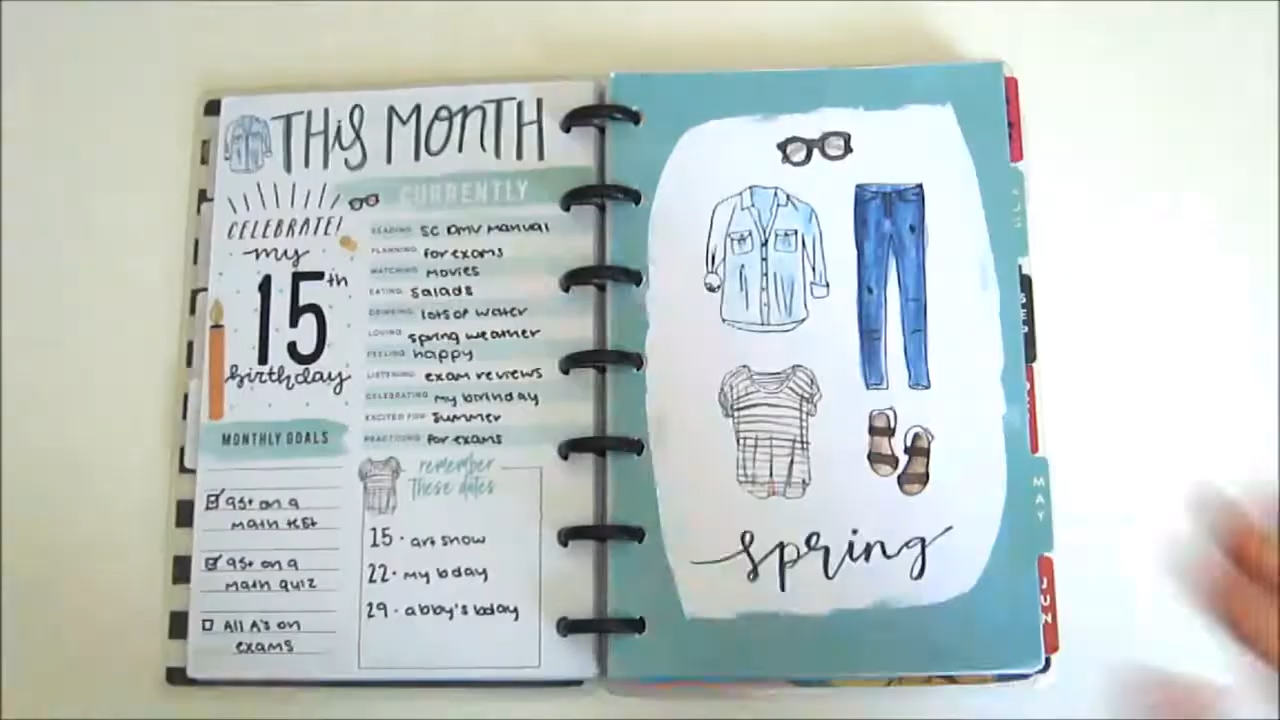 THIS MONTH
CELEBRATE!
my
15th
birthday
MONTHLY GOALS
95+ on a
math test
95+ on a
math quiz
All A's on
exams
CURRENTLY
READING: SC DMV Manual
PLANNING: for exams
WATCHING: movies
EATING: salads
DRINKING: lots of water
LOVING: spring weather
FEELING: happy
LISTENING: exam reviews
CELEBRATING: my birthday
EXCITED FOR: summer
PRACTICING: for exams
remember
these dates
15 · art show
22 · my bday
29 · abby's bday
spring
MAY
JUN